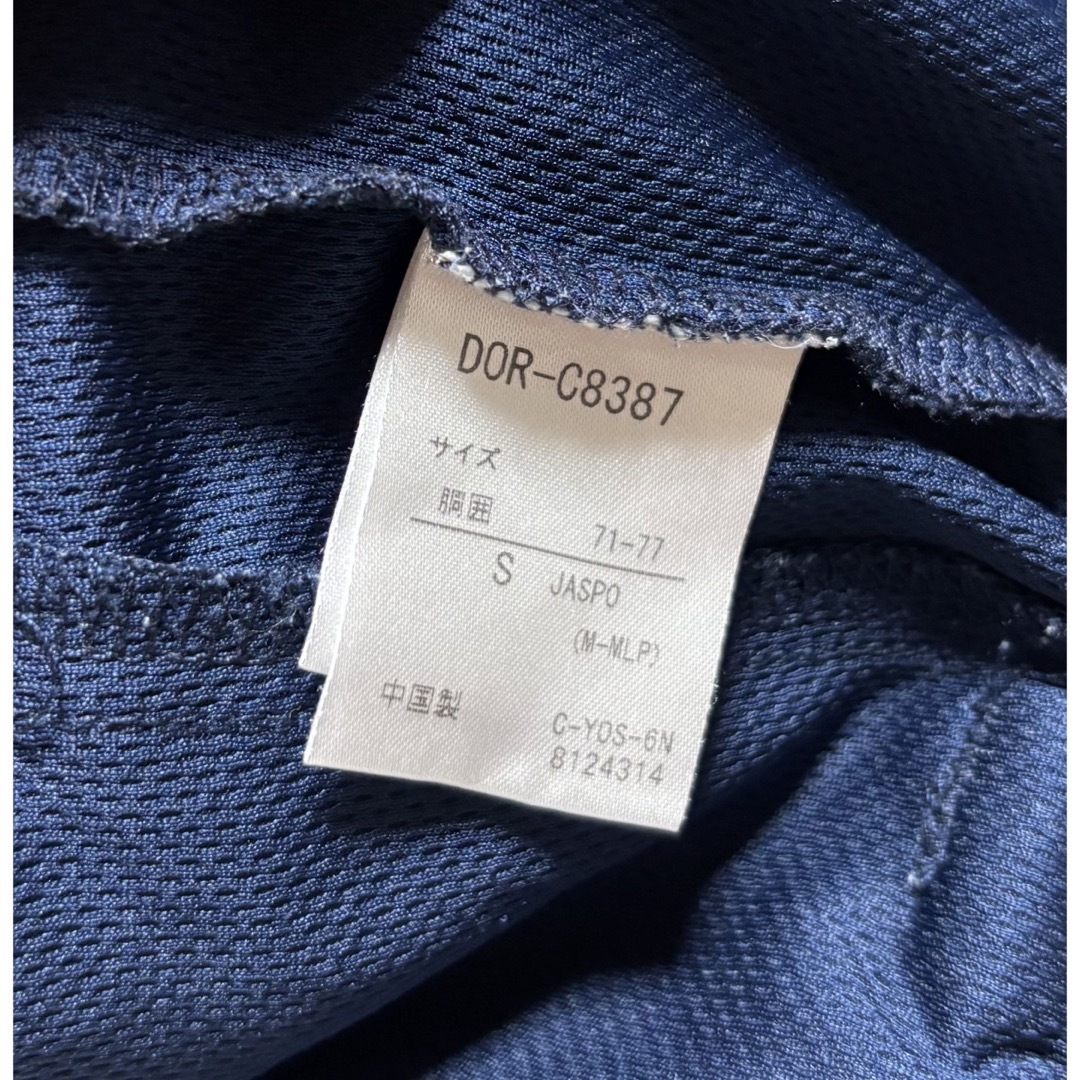 DOR-C8387
サイズ
胴囲 71-77
S JASPO
(M-MLP)
中国製 C-YOS-6N
8124314